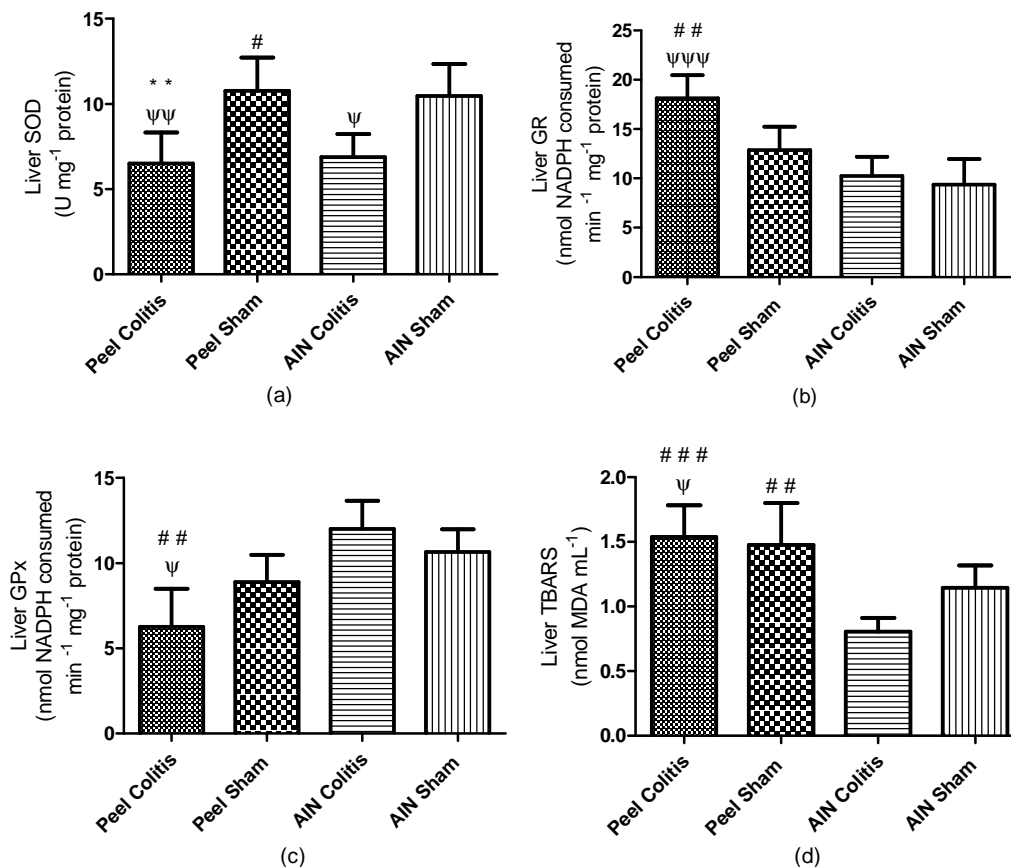 15
10
5
0
Liver SOD
(U mg-1 protein)
* *
ψψ
#
ψ
Peel Colitis
Peel Sham
AIN Colitis
AIN Sham
(a)
25
20
15
10
5
0
Liver GR
(nmol NADPH consumed
min-1 mg-1 protein)
# #
ψψψ
Peel Colitis
Peel Sham
AIN Colitis
AIN Sham
(b)
15
10
5
0
Liver GPx
(nmol NADPH consumed
min -1 mg-1 protein)
# #
ψ
Peel Colitis
Peel Sham
AIN Colitis
AIN Sham
(c)
2.0
1.5
1.0
0.5
0.0
Liver TBARS
(nmol MDA mL-1)
# # #
ψ
# #
Peel Colitis
Peel Sham
AIN Colitis
AIN Sham
(d)